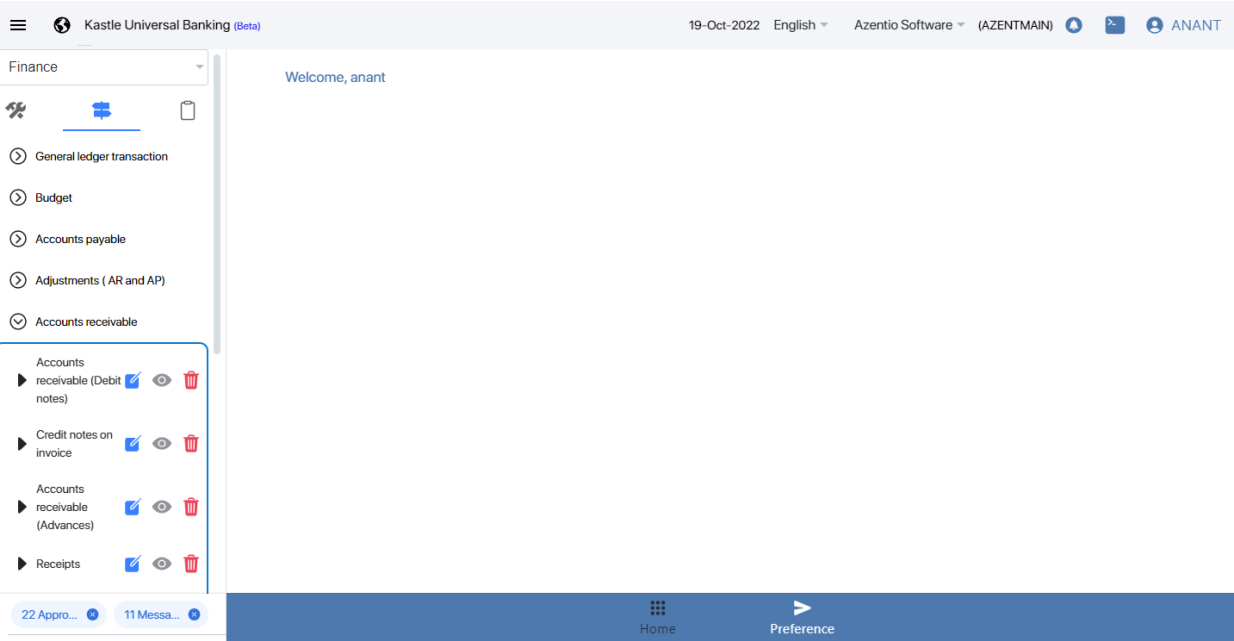 Kastle Universal Banking (Beta)
19-Oct-2022 English Azentio Software (AZENTMAIN) ANANT
Finance
Welcome, anant
General ledger transaction
Budget
Accounts payable
Adjustments ( AR and AP)
Accounts receivable
Accounts
receivable (Debit
notes)
Credit notes on
invoice
Accounts
receivable
(Advances)
Receipts
22 Appro...
11 Messa...
Home
Preference